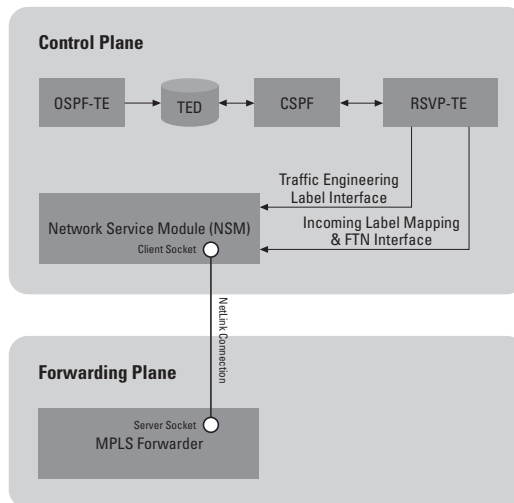 Control Plane
OSPF-TE
TED
CSPF
RSVP-TE
Traffic Engineering
Label Interface
Network Service Module (NSM)
Client Socket
Incoming Label Mapping
& FTN Interface
NetLink Connection
Forwarding Plane
Server Socket
MPLS Forwarder